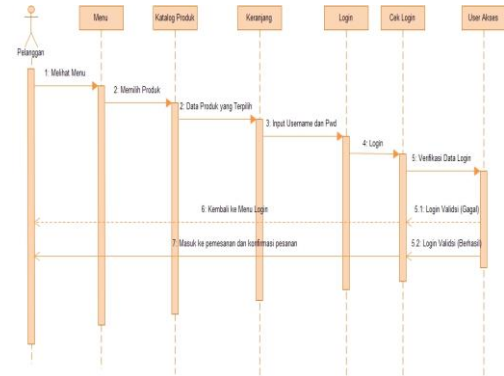 Menu
Katalog Produk
Keranjang
Login
Cek Login
User Akses
Pelanggan
1: Melihat Menu
2: Memilih Produk
2: Data Produk yang Terpilih
3: Input Username dan Pwd
4: Login
5: Verifikasi Data Login
6: Kembali ke Menu Login
5.1: Login Validsi (Gagal)
7: Masuk ke pemesanan dan konfirmasi pesanan
5.2: Login Validsi (Berhasil)